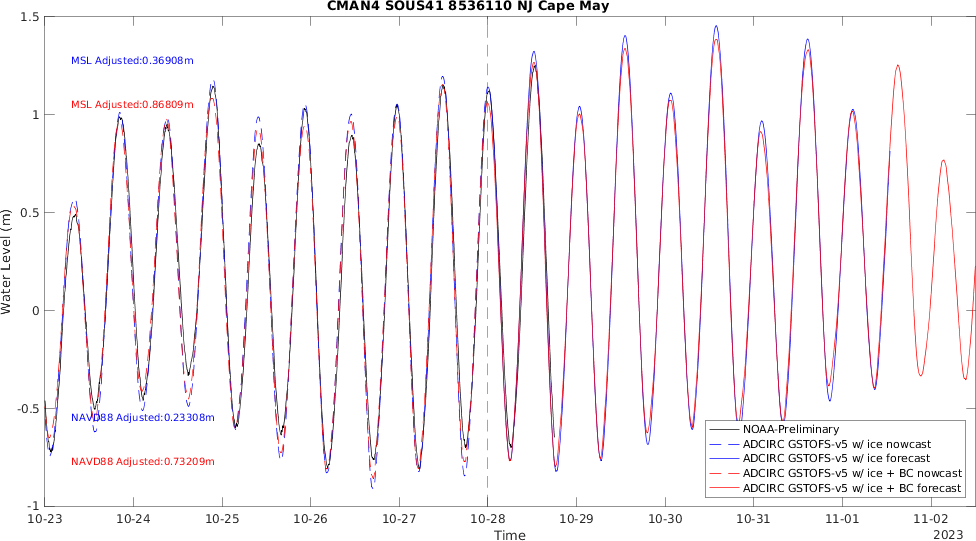 CMAN4 SOUS41 8536110 NJ Cape May
1.5
1
0.5
0
-0.5
-1
Water Level (m)
MSL Adjusted:0.36908m
MSL Adjusted:0.86809m
NAVD88 Adjusted:0.23308m
NAVD88 Adjusted:0.73209m
NOAA-Preliminary
ADCIRC GSTOFS-v5 w/ ice nowcast
ADCIRC GSTOFS-v5 w/ ice forecast
ADCIRC GSTOFS-v5 w/ ice + BC nowcast
ADCIRC GSTOFS-v5 w/ ice + BC forecast
10-23 10-24 10-25 10-26 10-27 10-28 10-29 10-30 10-31 11-01 11-02
Time
2023